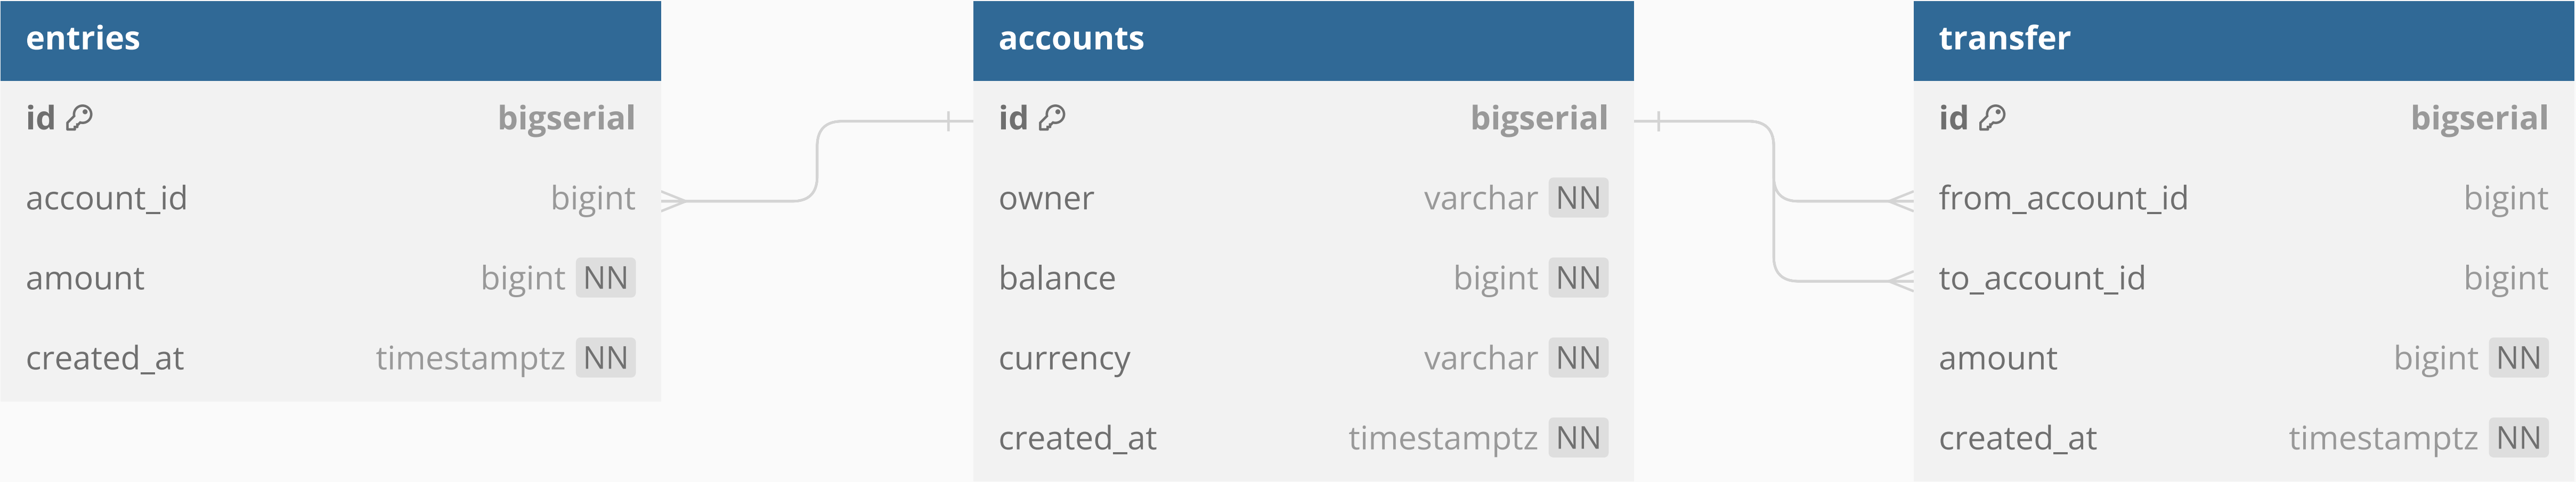 entries
id bigserial
account_id bigint
amount bigint NN
created_at timestamptz NN
accounts
id bigserial
owner varchar NN
balance bigint NN
currency varchar NN
created_at timestamptz NN
transfer
id bigserial
from_account_id bigint
to_account_id bigint
amount bigint NN
created_at timestamptz NN